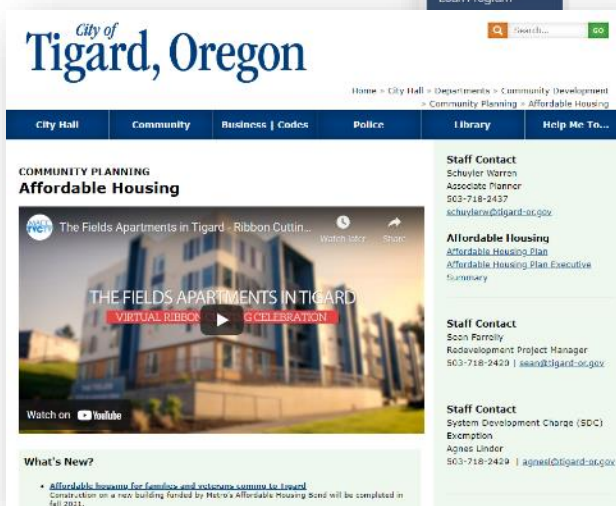 Loan Program
City of
Tigard, Oregon
Search... GO
Home » City Hall » Departments » Community Development
» Community Planning » Affordable Housing
City Hall Community Business | Codes Police Library Help Me To...
COMMUNITY PLANNING
Affordable Housing
The Fields Apartments in Tigard - Ribbon Cuttin...
Watch later Share
THE FIELDS APARTMENTS IN TIGARD
VIRTUAL RIBBON CUTTING CELEBRATION
Watch on YouTube
What's New?
Affordable housing for families and veterans coming to Tigard
Construction on a new building funded by Metro's Affordable Housing Bond will be completed in
fall 2021.
Staff Contact
Schuyler Warren
Associate Planner
503-718-2437
schuylerw@tigard-or.gov
Affordable Housing
Affordable Housing Plan
Affordable Housing Plan Executive
Summary
Staff Contact
Sean Farrelly
Redevelopment Project Manager
503-718-2420 | sean@tigard-or.gov
Staff Contact
System Development Charge (SDC)
Exemption
Agnes Lindor
503-718-2429 | agnesl@tigard-or.gov